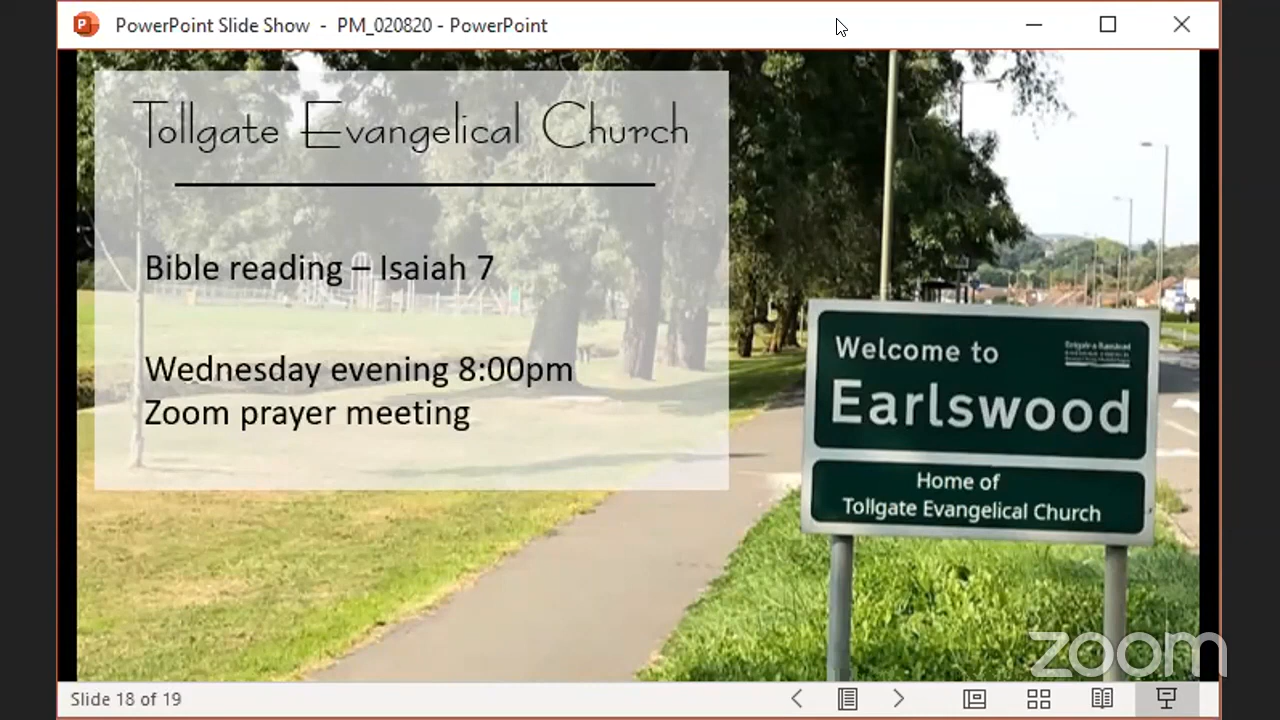 PowerPoint Slide Show - PM_020820 - PowerPoint
Tollgate Evangelical Church
Bible reading – Isaiah 7
Wednesday evening 8:00pm
Zoom prayer meeting
Welcome to
Earlswood
Home of
Tollgate Evangelical Church
zoom
Slide 18 of 19